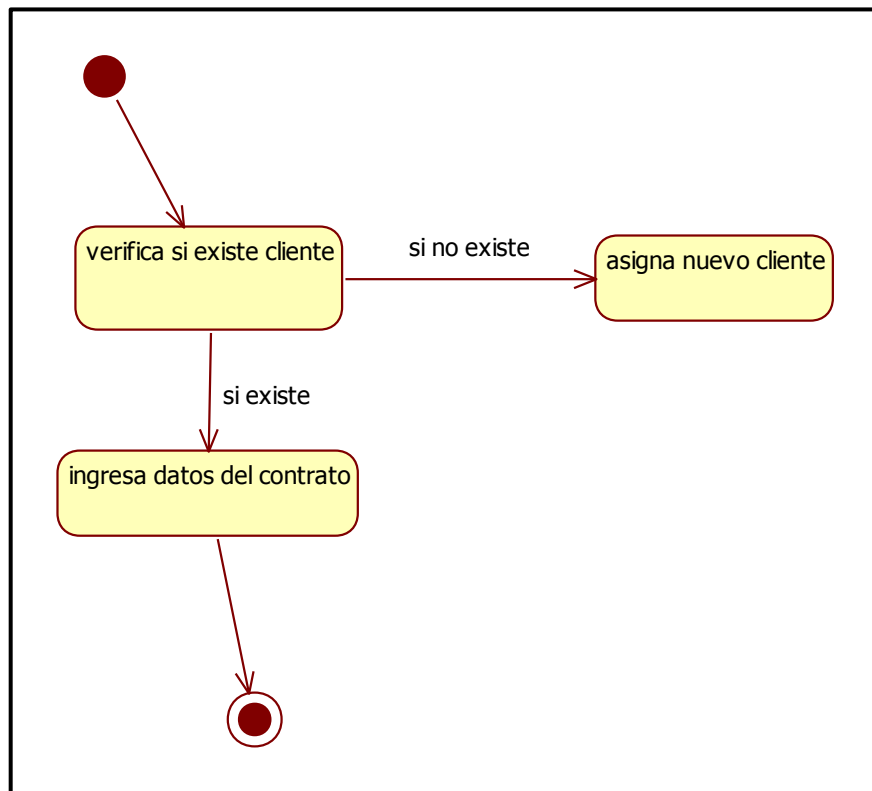 verifica si existe cliente
si no existe
asigna nuevo cliente
si existe
ingresa datos del contrato